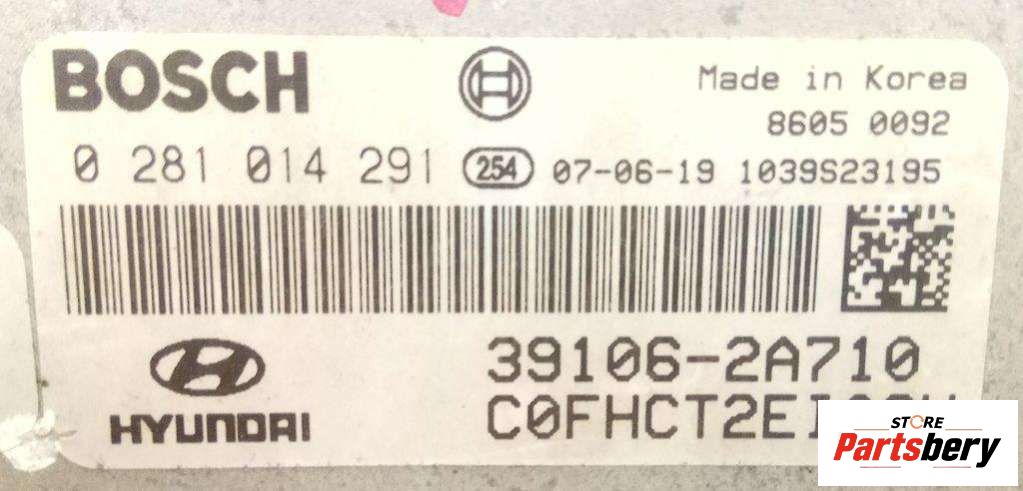 BOSCH
Made in Korea
8605 0092
0 281 014 291 254 07-06-19 1039S23195
HYUNDAI
39106-2A710
STORE
Partsbery